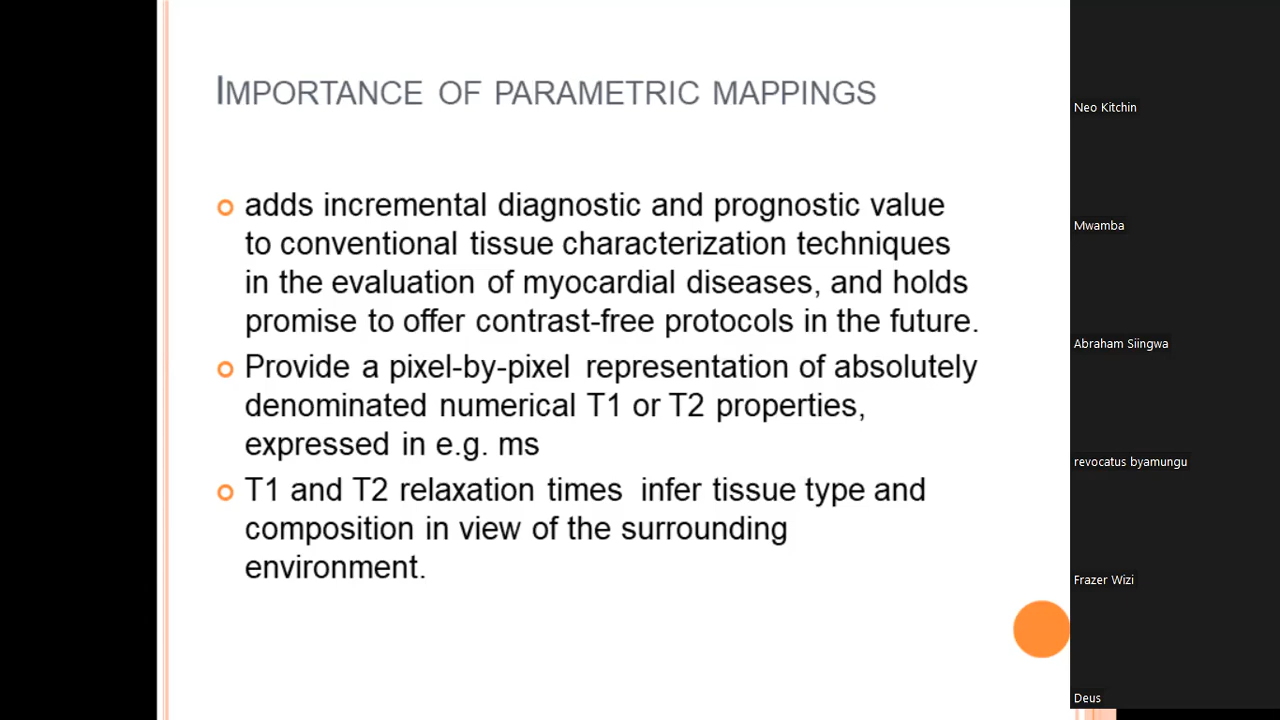 IMPORTANCE OF PARAMETRIC MAPPINGS
adds incremental diagnostic and prognostic value
to conventional tissue characterization techniques
in the evaluation of myocardial diseases, and holds
promise to offer contrast-free protocols in the future.
Provide a pixel-by-pixel representation of absolutely
denominated numerical T1 or T2 properties,
expressed in e.g. ms
T1 and T2 relaxation times infer tissue type and
composition in view of the surrounding
environment.
Neo Kitchin
Mwamba
Abraham Siingwa
revocatus byamungu
Frazer Wizi
Deus